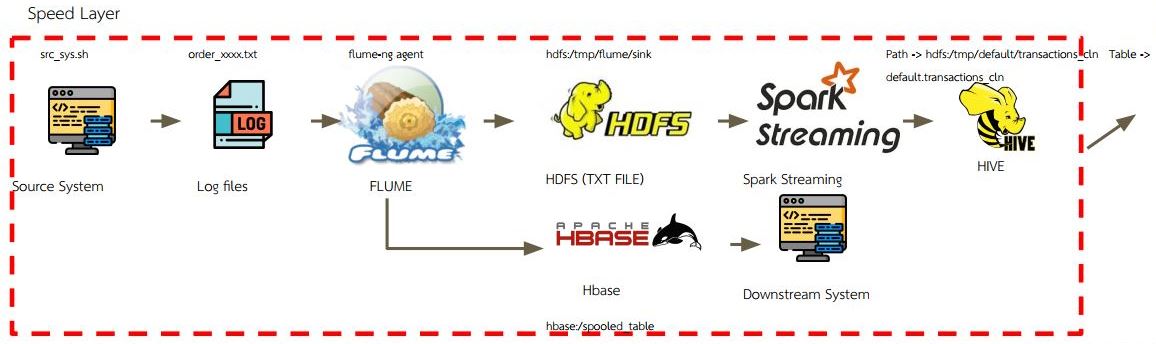 Speed Layer
src_sys.sh
order_xxxx.txt
flume-ng agent
hdfs:/tmp/flume/sink
Path -> hdfs:/tmp/default/transactions_cln Table ->
default.transactions_cln
LOG
FLUME
HDFS
Spark
Streaming
HIVE
Source System
Log files
FLUME
HDFS (TXT FILE)
Spark Streaming
HIVE
APACHE
HBASE
Hbase
Downstream System
hbase:/spooled_table